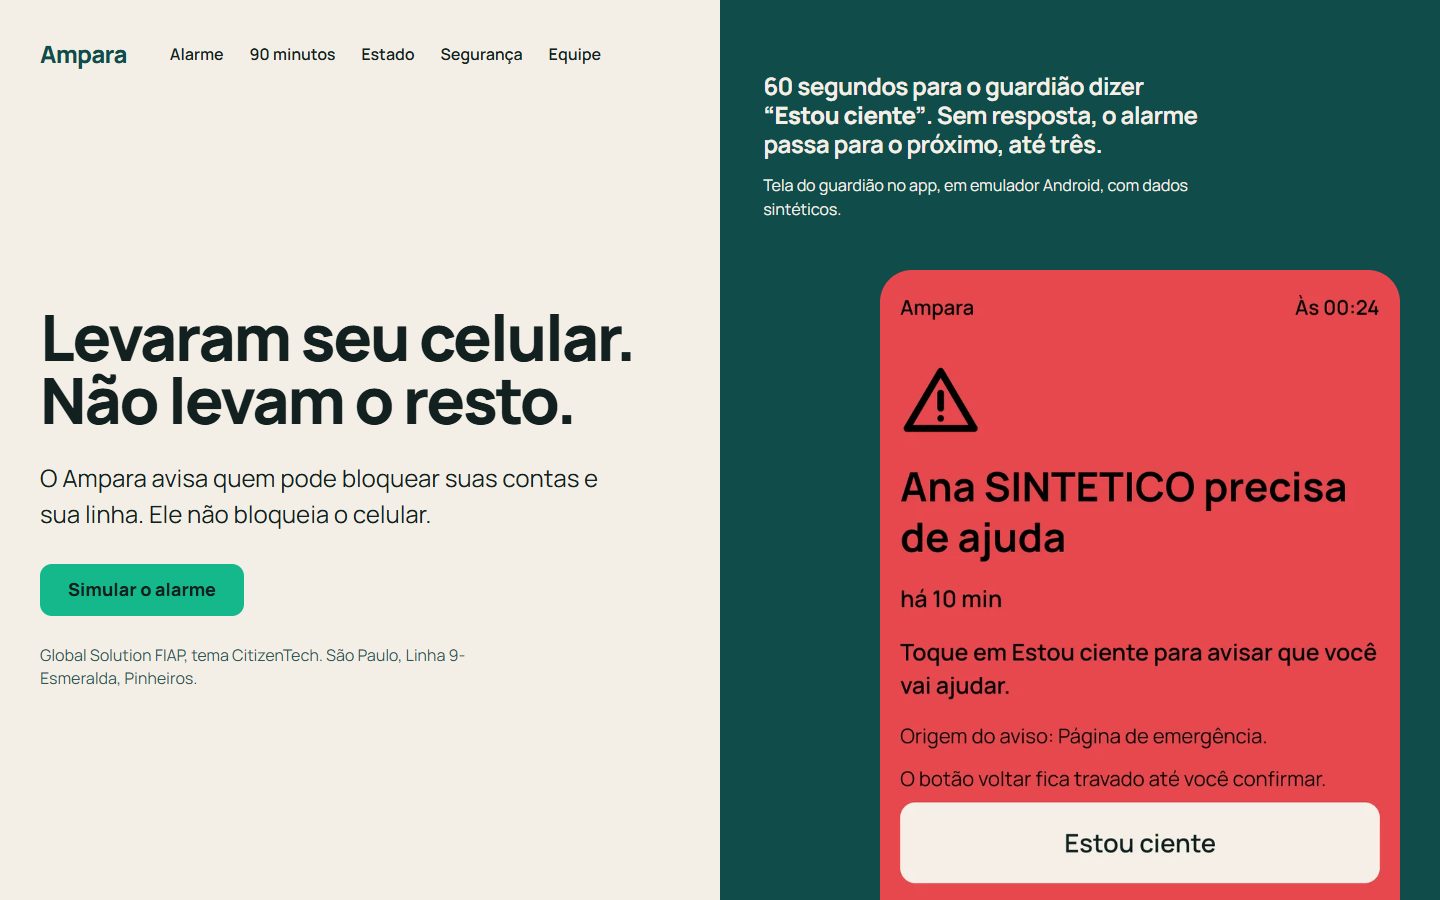 Ampara
Alarme
90 minutos
Estado
Segurança
Equipe
Levaram seu celular.
Não levam o resto.
O Ampara avisa quem pode bloquear suas contas e
sua linha. Ele não bloqueia o celular.
Simular o alarme
Global Solution FIAP, tema CitizenTech. São Paulo, Linha 9-
Esmeralda, Pinheiros.
60 segundos para o guardião dizer
“Estou ciente”. Sem resposta, o alarme
passa para o próximo, até três.
Tela do guardião no app, em emulador Android, com dados
sintéticos.
Ampara
Às 00:24
Ana SINTETICO precisa
de ajuda
há 10 min
Toque em Estou ciente para avisar que você
vai ajudar.
Origem do aviso: Página de emergência.
O botão voltar fica travado até você confirmar.
Estou ciente